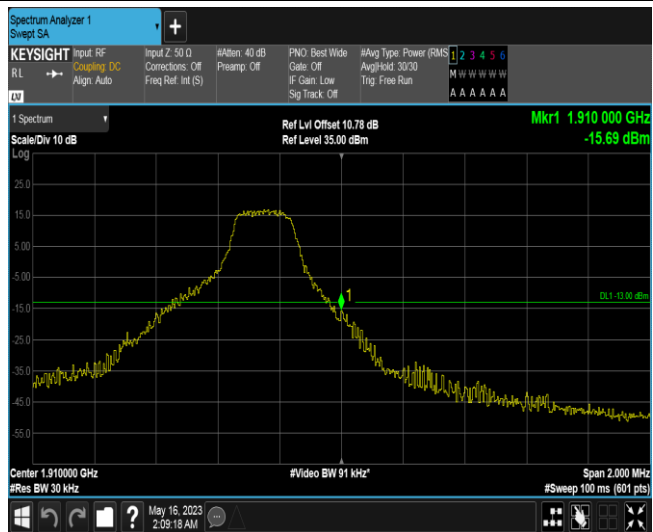 Spectrum Analyzer 1
Swept SA
+
KEYSIGHT
RL
Input: RF
Coupling: DC
Align: Auto
Input Z: 50 Ω
Corrections: Off
Freq Ref: Int (S)
#Atten: 40 dB
Preamp: Off
PNO: Best Wide
Gate: Off
IF Gain: Low
Sig Track: Off
#Avg Type: Power (RMS
Avg|Hold: 30/30
Trig: Free Run
1 2 3 4 5 6
M W W W W W
A A A A A A
LXI
1 Spectrum
Scale/Div 10 dB
Log
Ref Lvl Offset 10.78 dB
Ref Level 35.00 dBm
Mkr1 1.910 000 GHz
-15.69 dBm
25.0
15.0
5.00
-5.00
-15.0
-25.0
-35.0
-45.0
-55.0
1
DL1 -13.00 dBm
Center 1.91000 GHz
#Res BW 30 kHz
#Video BW 91 kHz*
Span 2.000 MHz
#Sweep 100 ms (601 pts)
?
May 16, 2023
2:09:18 AM